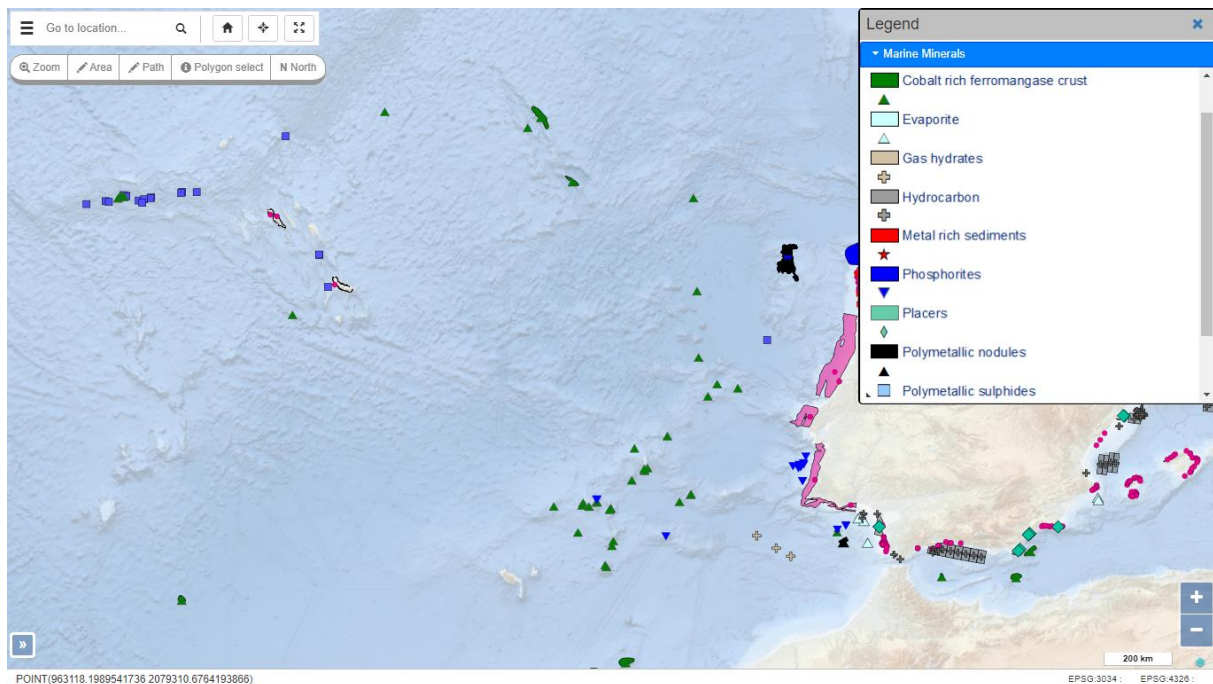 Go to location...
Legend
Zoom
Area
Path
Polygon select
N North
Marine Minerals
Cobalt rich ferromangase crust
Evaporite
Gas hydrates
Hydrocarbon
Metal rich sediments
Phosphorites
Placers
Polymetallic nodules
Polymetallic sulphides
200 km
POINT(963118.1989541736 2079310.6764193866)
EPSG:3034 :
EPSG:4326 :